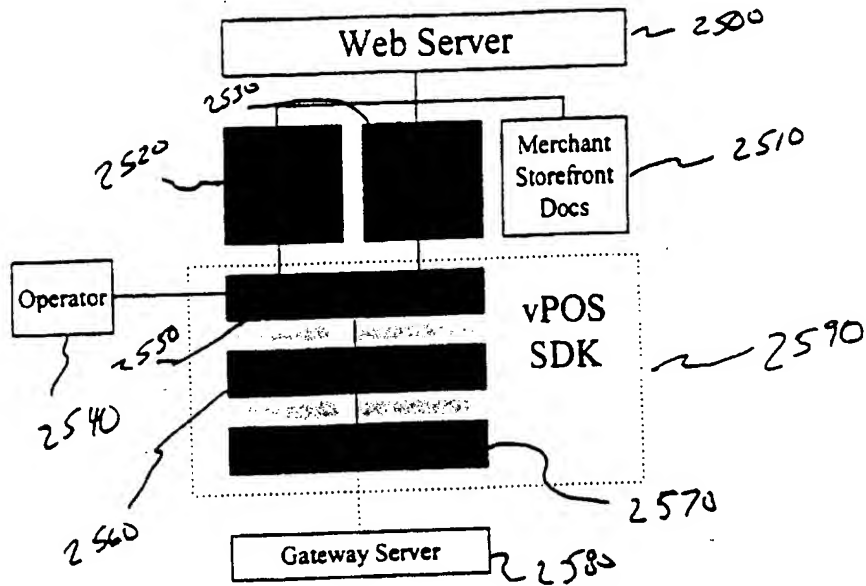 Web Server
2500
2530
2520
Merchant
Storefront
Docs
2510
Operator
vPOS
SDK
2590
2550
2540
2560
2570
Gateway Server
2580